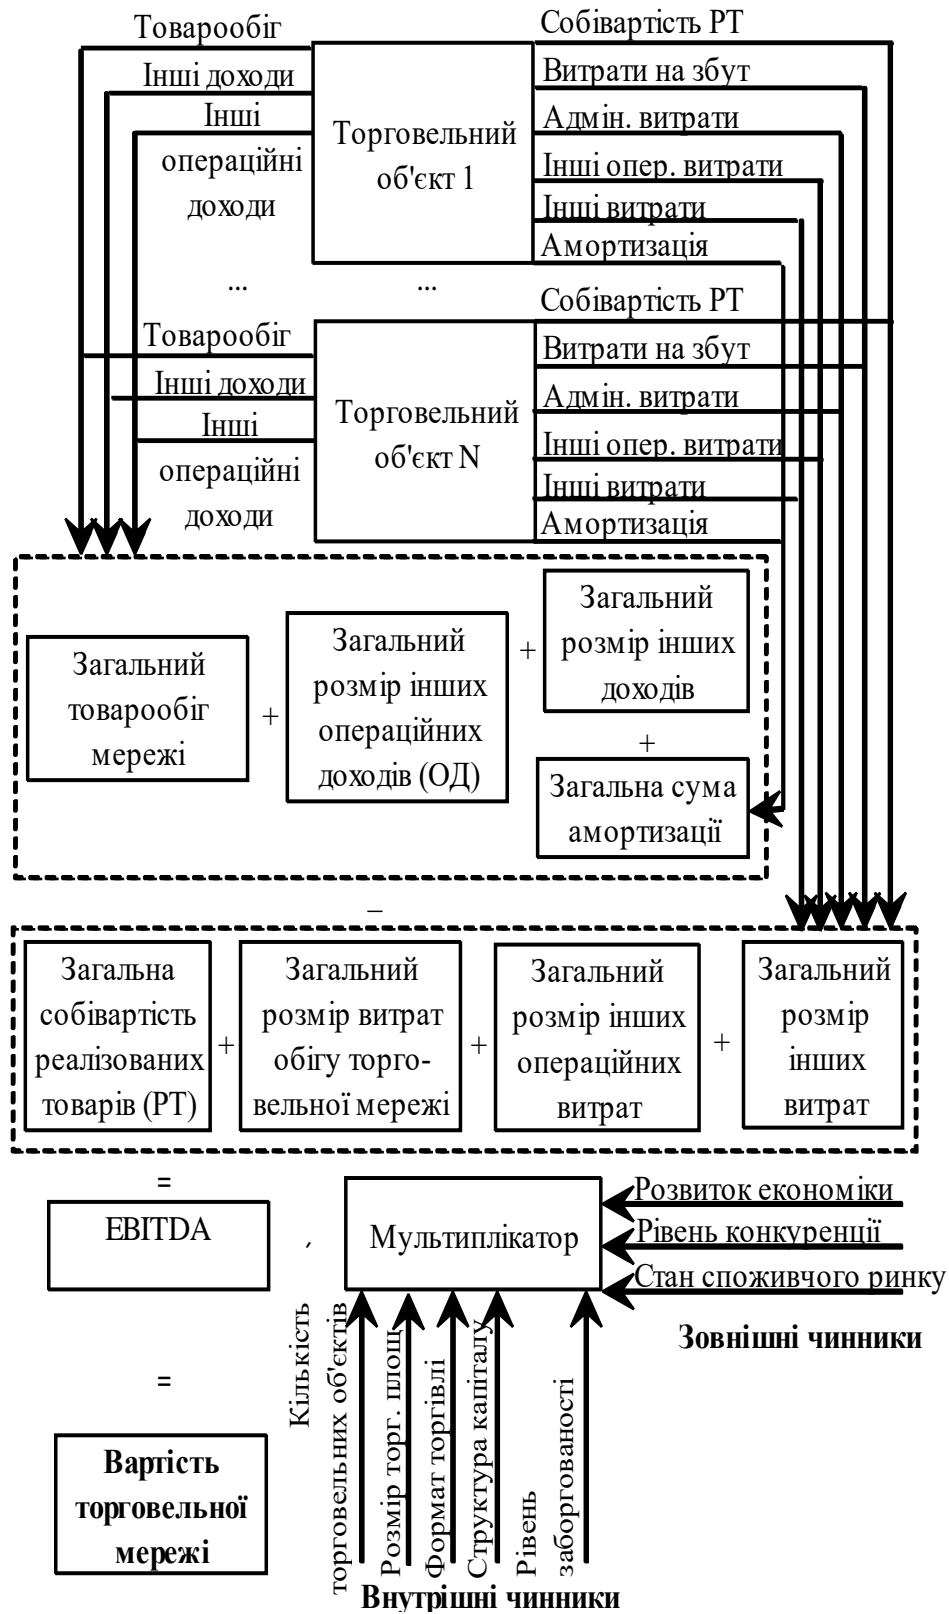 Товарообіг
Інші доходи
Інші
операційні
доходи
Торговельний
об'єкт 1
Собівартість РТ
Витрати на збут
Адмін. витрати
Інші опер. витрати
Інші витрати
Амортизація
...
...
Товарообіг
Інші доходи
Інші
операційні
доходи
Торговельний
об'єкт N
Собівартість РТ
Витрати на збут
Адмін. витрати
Інші опер. витрати
Інші витрати
Амортизація
Загальний
товарообіг
мережі
+
Загальний
розмір інших
операційних
доходів (ОД)
+
Загальний
розмір інших
доходів
+
Загальна сума
амортизації
–
Загальна
собівартість
реалізованих
товарів (РТ)
+
Загальний
розмір витрат
обігу торго-
вельної мережі
+
Загальний
розмір інших
операційних
витрат
+
Загальний
розмір
інших
витрат
=
EBITDA
׳
Мультиплікатор
Розвиток економіки
Рівень конкуренції
Стан споживчого ринку
Зовнішні чинники
Кількість
торговельних об'єктів
Розмір торг. площ
Формат торгівлі
Структура капіталу
Рівень
заборгованості
Внутрішні чинники
=
Вартість
торговельної
мережі